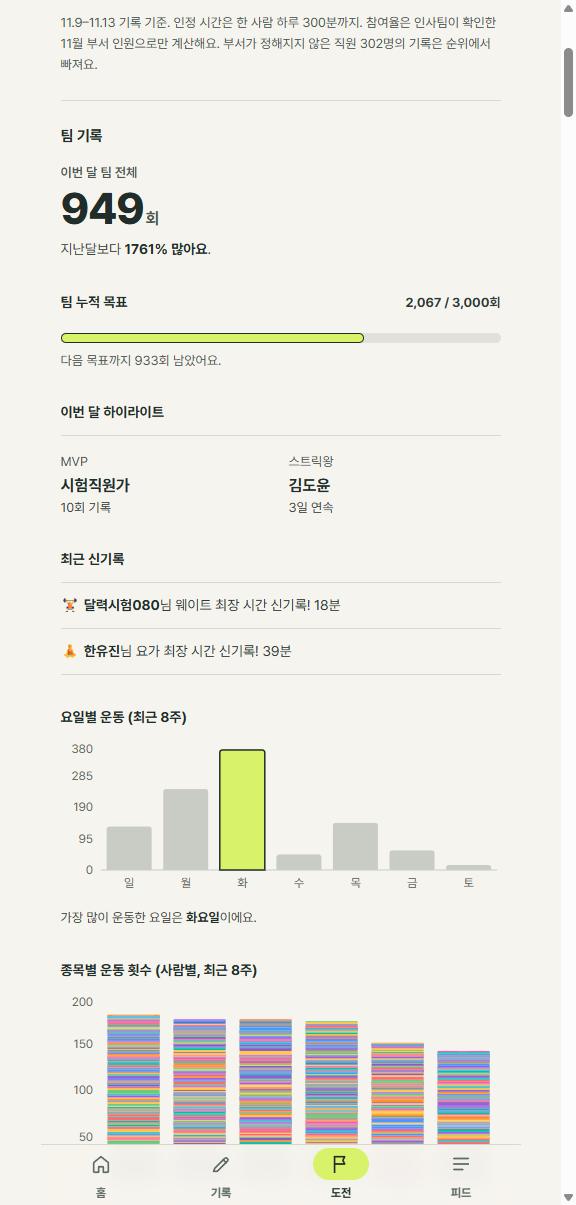 11.9–11.13 기록 기준. 인정 시간은 한 사람 하루 300분까지. 참여율은 인사팀이 확인한
11월 부서 인원으로만 계산해요. 부서가 정해지지 않은 직원 302명의 기록은 순위에서
빠져요.
팀 기록
이번 달 팀 전체
949회
지난달보다 1761% 많아요.
팀 누적 목표
2,067 / 3,000회
다음 목표까지 933회 남았어요.
이번 달 하이라이트
MVP
시험직원가
10회 기록
스트릭왕
김도윤
3일 연속
최근 신기록
달력시험080님 웨이트 최장 시간 신기록! 18분
한유진님 요가 최장 시간 신기록! 39분
요일별 운동 (최근 8주)
380
285
190
95
0
일 월 화 수 목 금 토
가장 많이 운동한 요일은 화요일이에요.
종목별 운동 횟수 (사람별, 최근 8주)
200
150
100
50
홈 기록 도전 피드